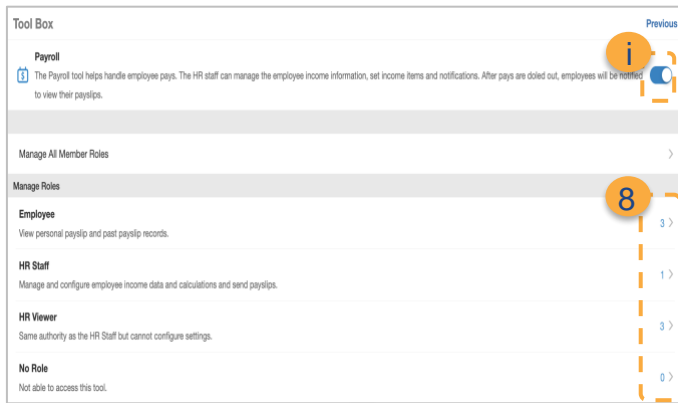 Tool Box
Previous
i
Payroll
The Payroll tool helps handle employee pays. The HR staff can manage the employee income information, set income items and notifications. After pays are doled out, employees will be notified
to view their payslips.
Manage All Member Roles
Manage Roles
8
Employee
3
View personal payslip and past payslip records.
HR Staff
1
Manage and configure employee income data and calculations and send payslips.
HR Viewer
3
Same authority as the HR Staff but cannot configure settings.
No Role
0
Not able to access this tool.